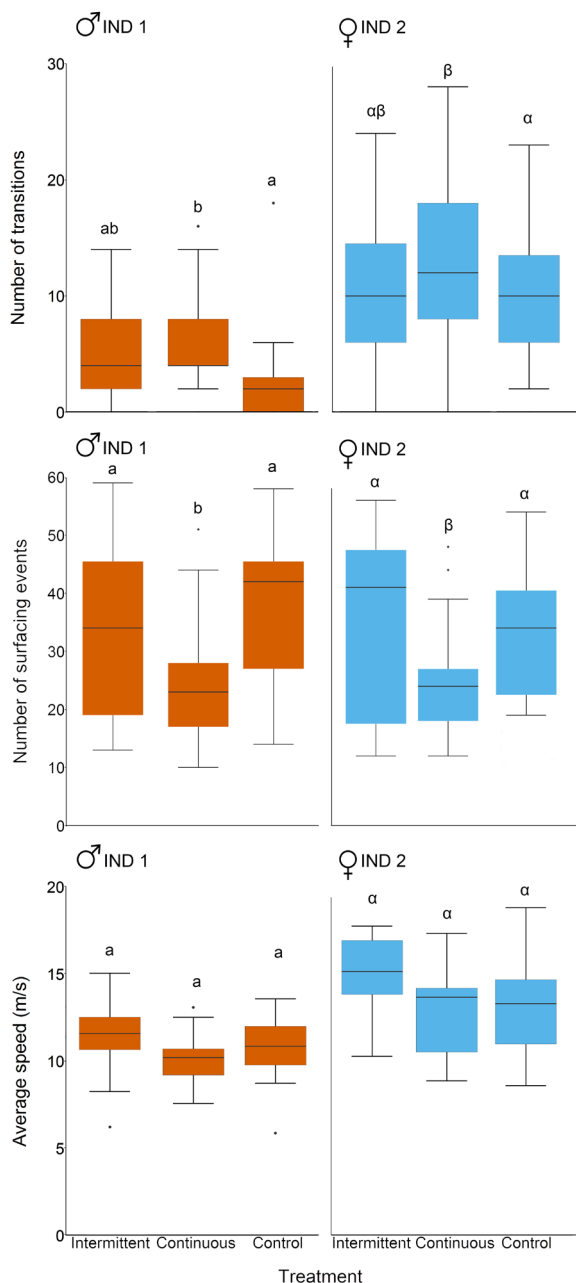 ♂ IND 1
♀ IND 2
Number of transitions
30
20
10
0
ab
b
a
αβ
β
α
♂ IND 1
♀ IND 2
Number of surfacing events
60
50
40
30
20
10
0
a
b
a
α
β
α
♂ IND 1
♀ IND 2
Average speed (m/s)
20
15
10
5
0
a
a
a
α
α
α
Intermittent Continuous Control
Intermittent Continuous Control
Treatment